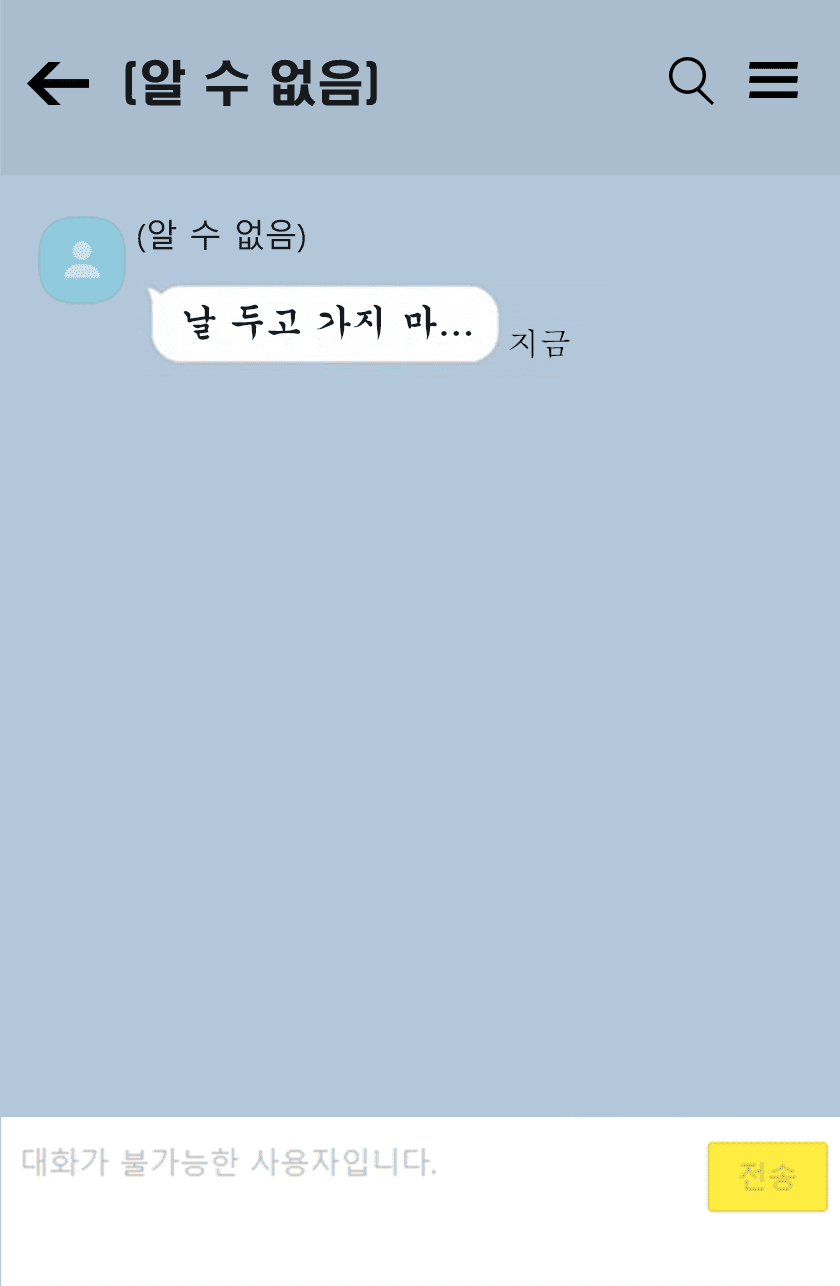 (알 수 없음)
(알 수 없음)
날 두고 가지 마...
지금
대화가 불가능한 사용자입니다.
전송